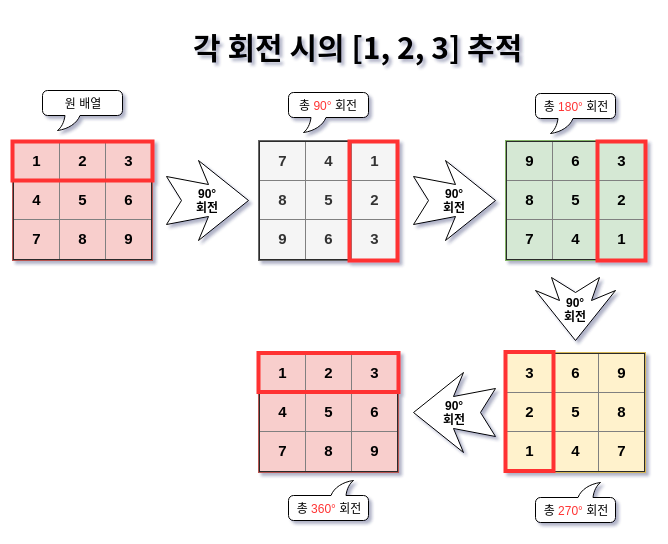 각 회전 시의 [1, 2, 3] 추적
원 배열
총 90° 회전
총 180° 회전
1 2 3
4 5 6
7 8 9
90°
회전
7 4 1
8 5 2
9 6 3
90°
회전
9 6 3
8 5 2
7 4 1
90°
회전
3 6 9
2 5 8
1 4 7
90°
회전
1 2 3
4 5 6
7 8 9
총 360° 회전
총 270° 회전